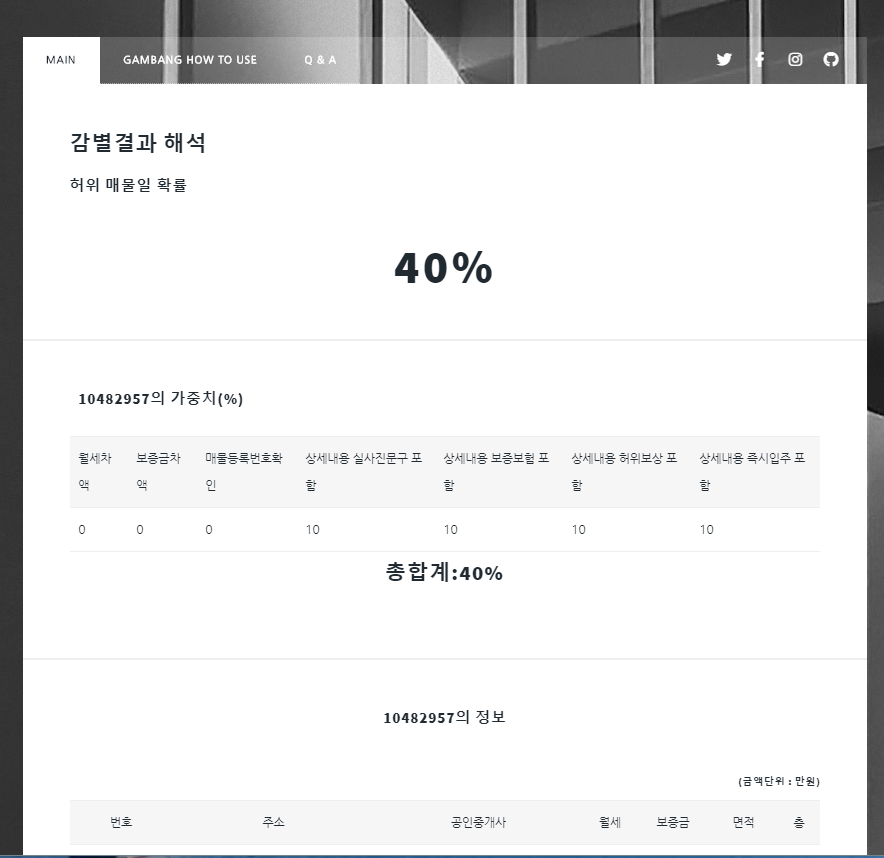 MAIN GAMBANG HOW TO USE Q & A
감별결과 해석
허위 매물일 확률
40%
10482957의 가중치(%)
월세차 보증금차 매물등록번호확 상세내용 실사진문구 포 상세내용 보증보험 포 상세내용 허위보상 포 상세내용 즉시입주 포
액 액 인 함 함 함 함
0 0 0 10 10 10 10
총합계:40%
10482957의 정보
(금액단위 : 만원)
번호 주소 공인중개사 월세 보증금 면적 층